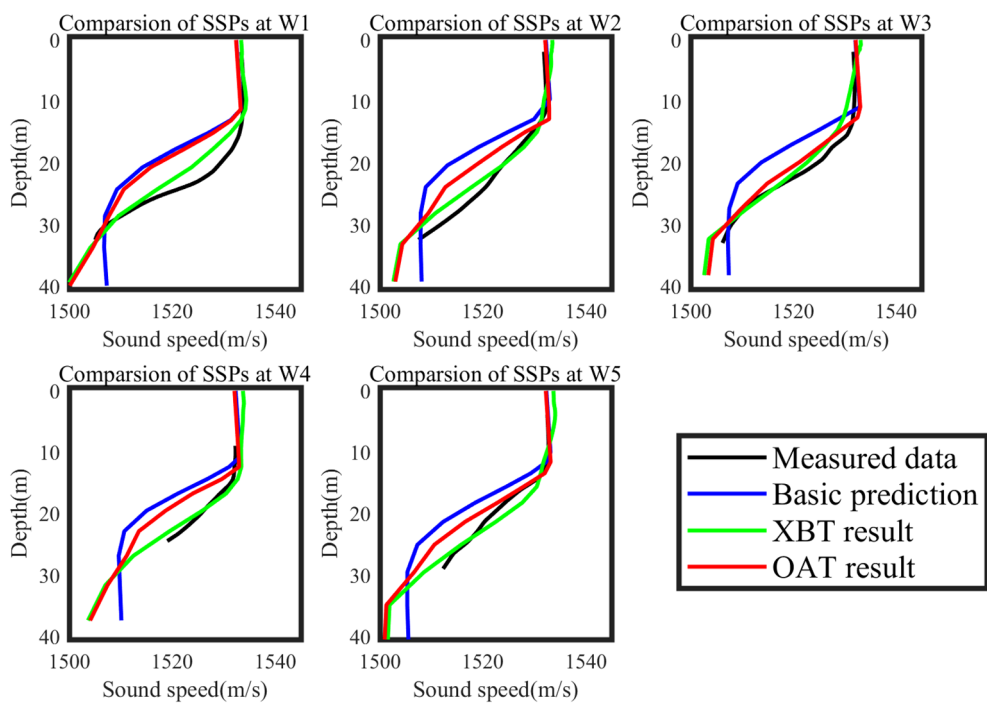 Comparsion of SSPs at W1
Comparsion of SSPs at W2
Comparsion of SSPs at W3
0
10
20
30
40
Depth(m)
1500
1520
1540
Sound speed(m/s)
0
10
20
30
40
Depth(m)
1500
1520
1540
Sound speed(m/s)
0
10
20
30
40
Depth(m)
1500
1520
1540
Sound speed(m/s)
Comparsion of SSPs at W4
Comparsion of SSPs at W5
0
10
20
30
40
Depth(m)
1500
1520
1540
Sound speed(m/s)
0
10
20
30
40
Depth(m)
1500
1520
1540
Sound speed(m/s)
Measured data
Basic prediction
XBT result
OAT result